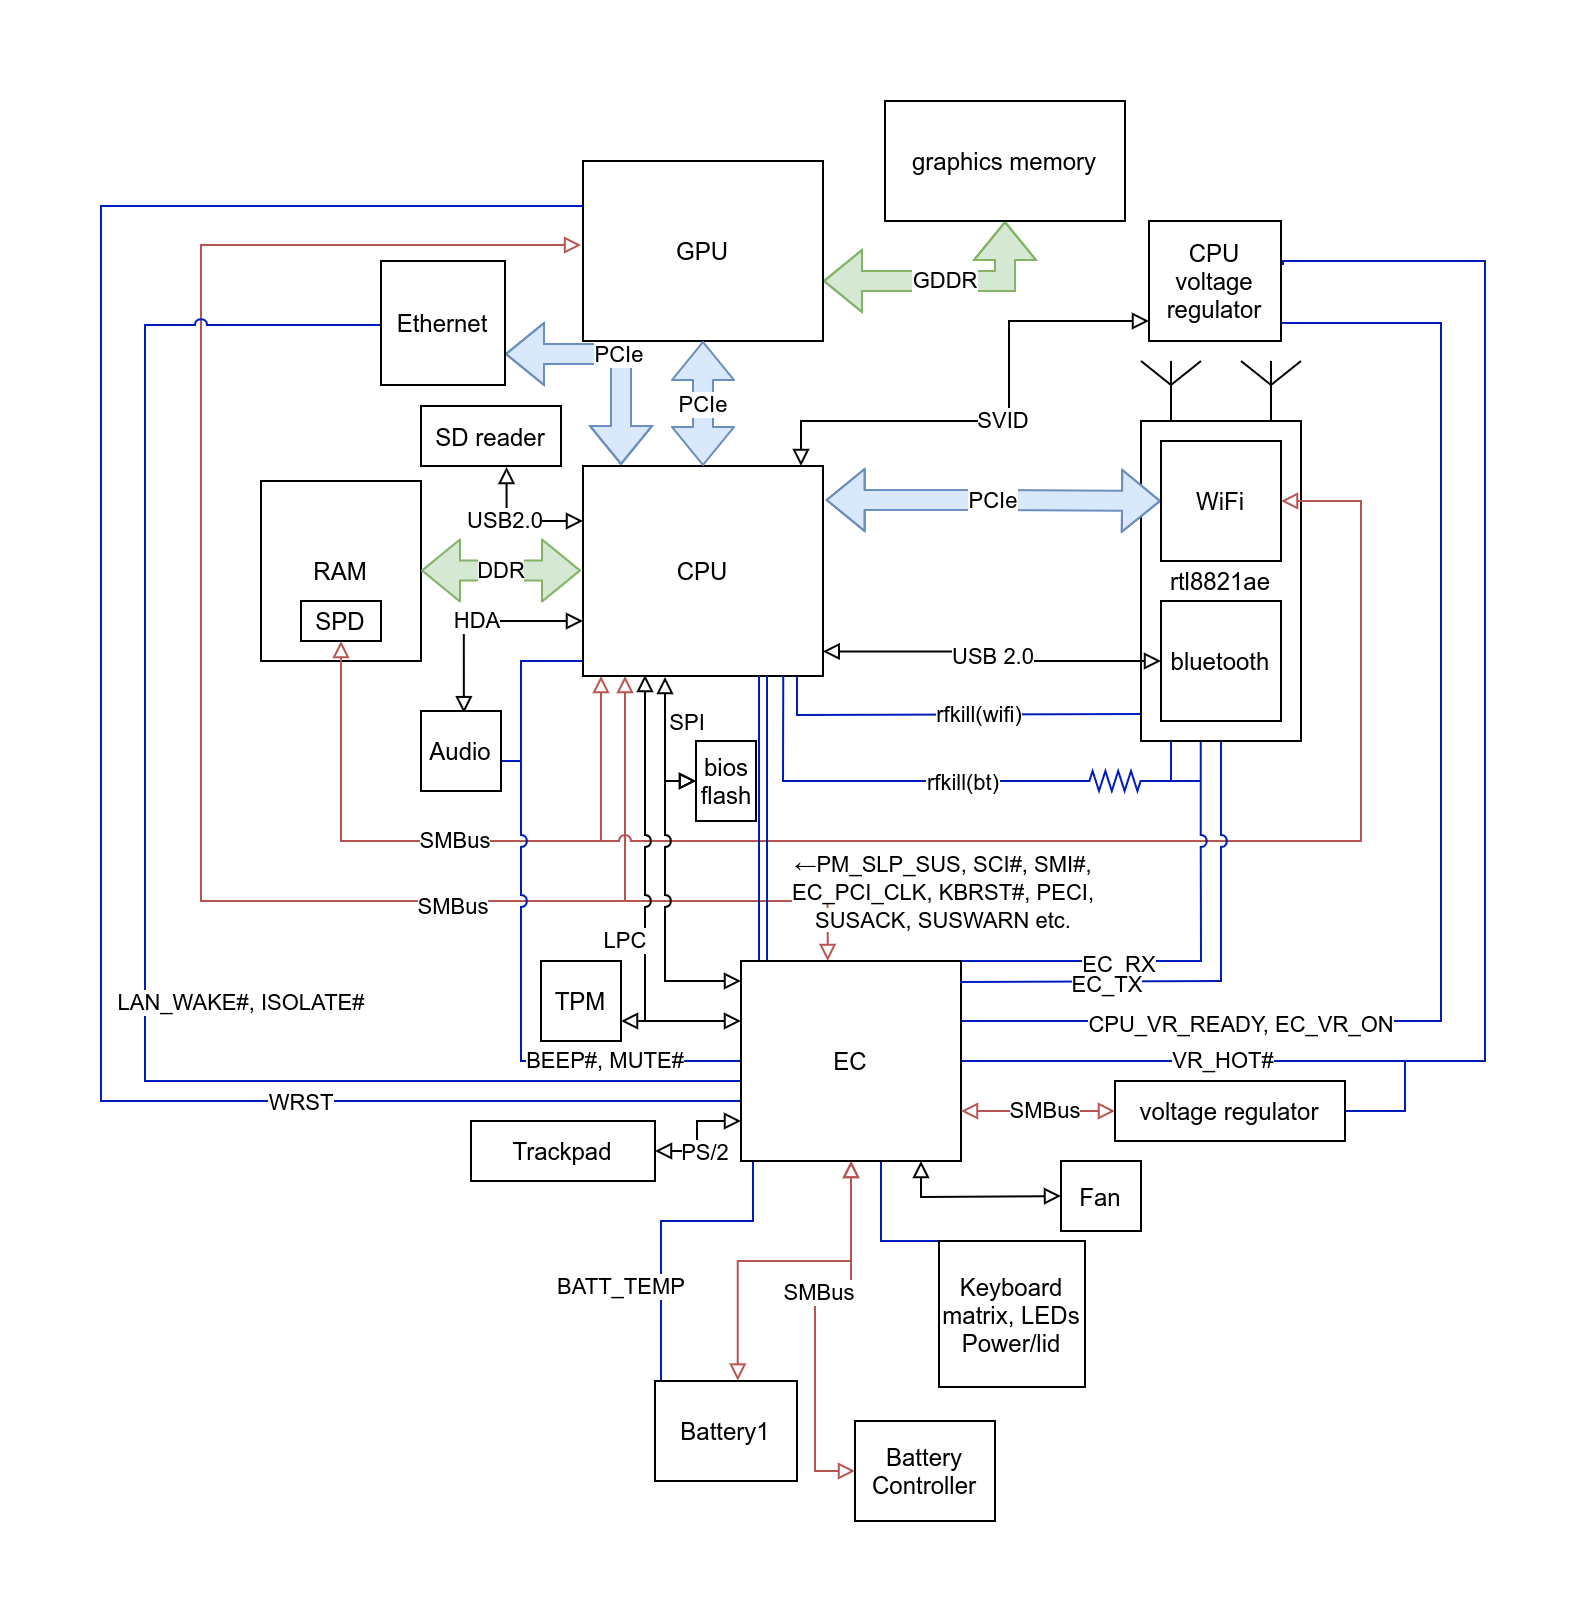 graphics memory
GPU
CPU
voltage
regulator
GDDR
Ethernet
PCIe
PCIe
SD reader
SVID
PCIe
WiFi
USB2.0
RAM
DDR
CPU
rtl8821ae
SPD
HDA
USB 2.0
bluetooth
SPI
rfkill(wifi)
Audio
bios
flash
rfkill(bt)
SMBus
←PM_SLP_SUS, SCI#, SMI#,
EC_PCI_CLK, KBRST#, PECI,
SUSACK, SUSWARN etc.
SMBus
LPC
EC_RX
EC_TX
LAN_WAKE#, ISOLATE#
TPM
CPU_VR_READY, EC_VR_ON
BEEP#, MUTE#
EC
VR_HOT#
WRST
SMBus
voltage regulator
Trackpad
PS/2
Fan
BATT_TEMP
SMBus
Keyboard
matrix, LEDs
Power/lid
Battery1
Battery
Controller